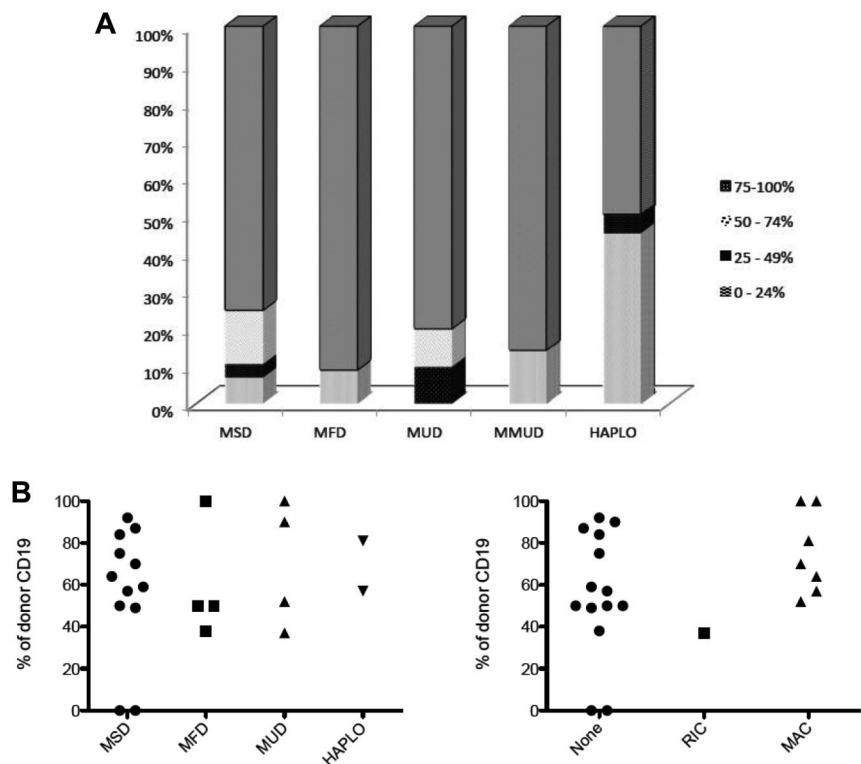 A
100%
90%
80%
70%
60%
50%
40%
30%
20%
10%
0%
MSD MFD MUD MMUD HAPLO
75-100%
50 - 74%
25 - 49%
0 - 24%
B
% of donor CD19
100
80
60
40
20
0
MSD MFD MUD HAPLO
% of donor CD19
100
80
60
40
20
0
None RIC MAC